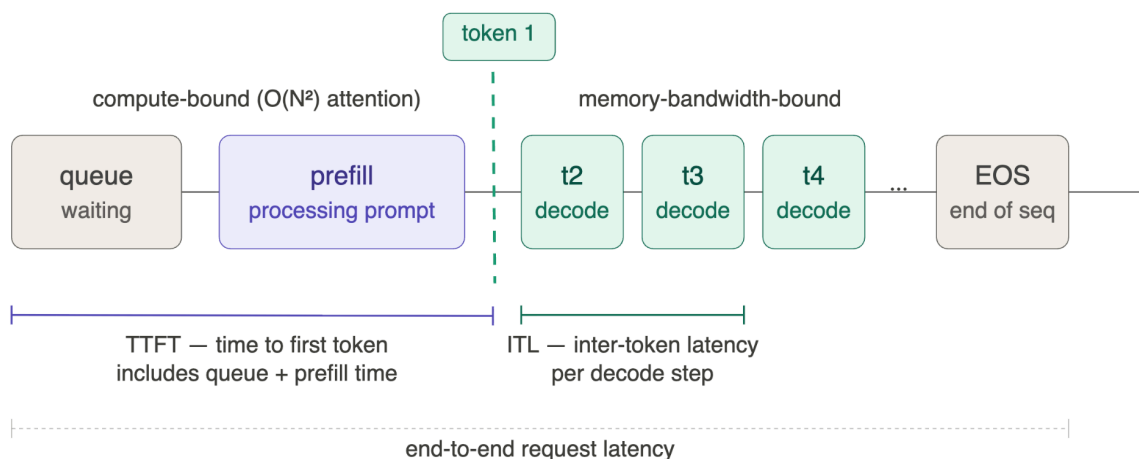 token 1
compute-bound (O(N²) attention)
memory-bandwidth-bound
queue
waiting
prefill
processing prompt
t2
decode
t3
decode
t4
decode
...
EOS
end of seq
TTFT — time to first token
includes queue + prefill time
ITL — inter-token latency
per decode step
end-to-end request latency